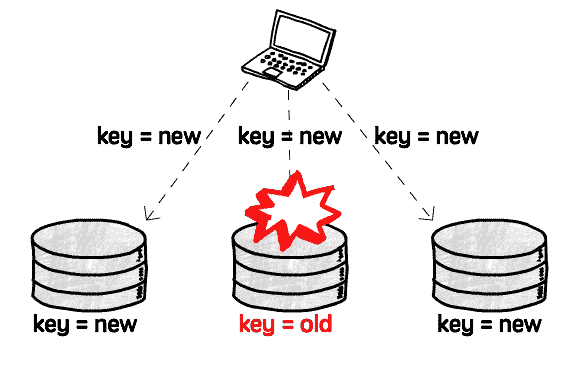 key = new key = new key = new
key = new key = old key = new